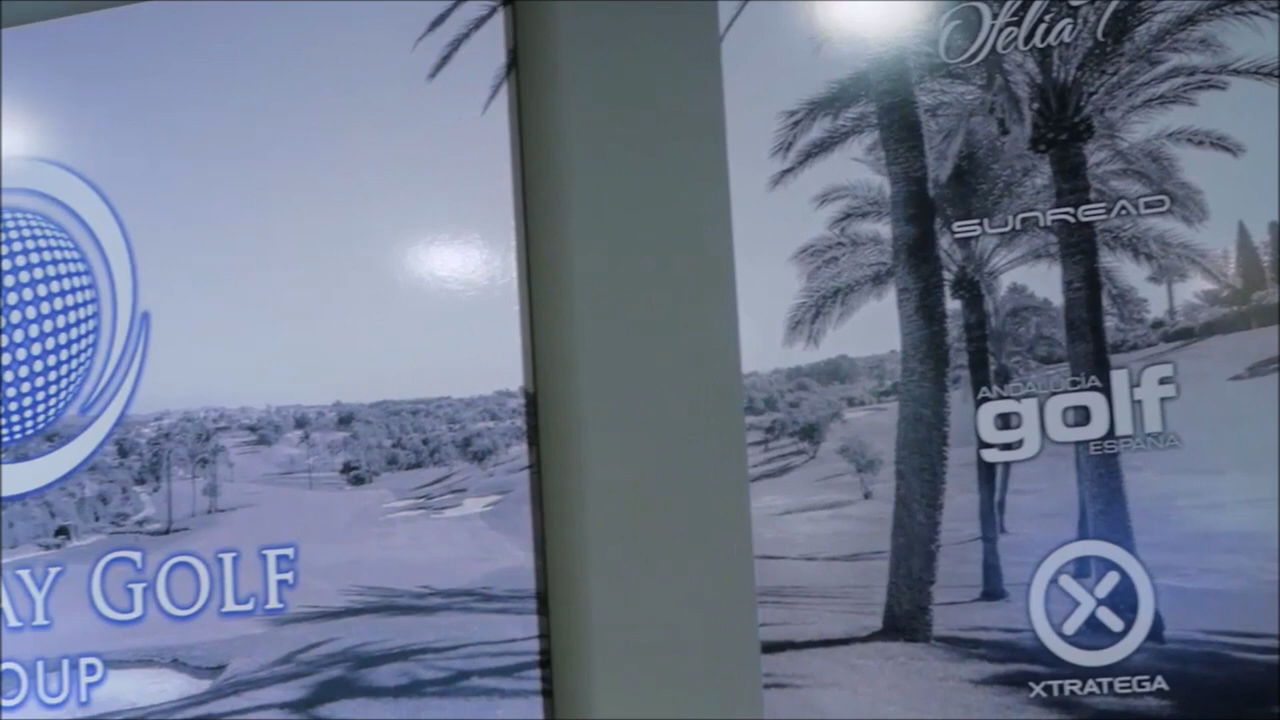 AY GOLF
OUP
Ofelia T
SUNREAD
ANDALUCÍA
golf
ESPAÑA
XTRATEGA